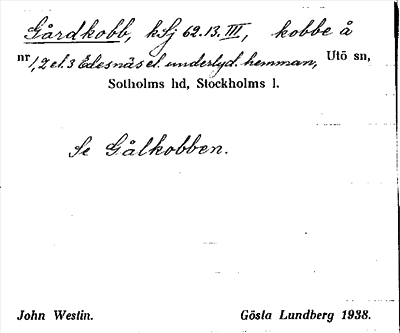 Gårdkobb, klj 62.13.III, kobbe å
nr 1,2 el. 3 Edesnäs el. underlyd. hemman, Utö sn,
Sotholms hd, Stockholms l.
Se Gålkobben.
John Westin. Gösta Lundberg 1938.